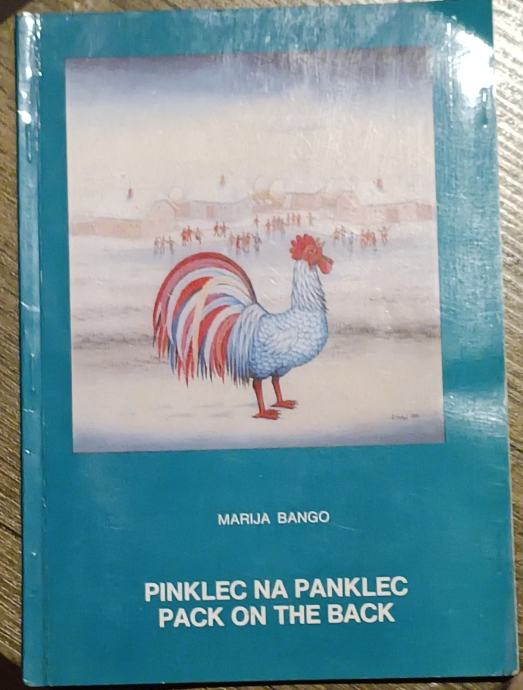 MARIJA BANGO
PINKLEC NA PANKLEC
PACK ON THE BACK